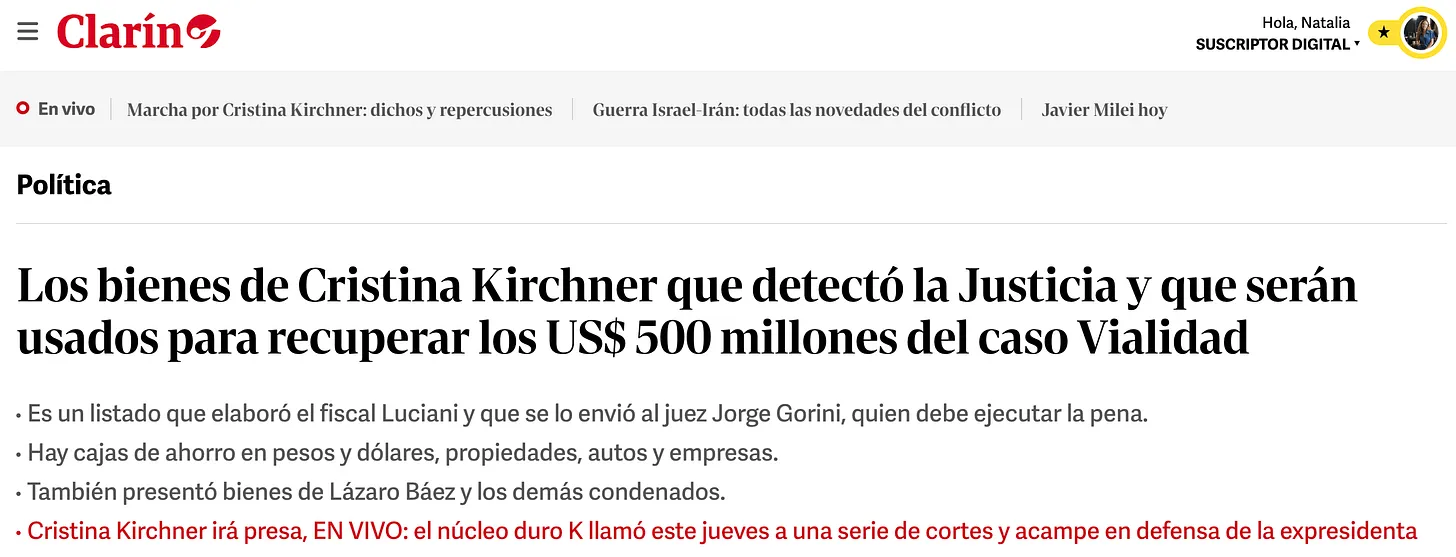 Clarín
Hola, Natalia
SUSCRIPTOR DIGITAL
En vivo
Marcha por Cristina Kirchner: dichos y repercusiones
Guerra Israel-Irán: todas las novedades del conflicto
Javier Milei hoy
Política
Los bienes de Cristina Kirchner que detectó la Justicia y que serán
usados para recuperar los US$ 500 millones del caso Vialidad
· Es un listado que elaboró el fiscal Luciani y que se lo envió al juez Jorge Gorini, quien debe ejecutar la pena.
· Hay cajas de ahorro en pesos y dólares, propiedades, autos y empresas.
· También presentó bienes de Lázaro Báez y los demás condenados.
· Cristina Kirchner irá presa, EN VIVO: el núcleo duro K llamó este jueves a una serie de cortes y acampe en defensa de la expresidenta